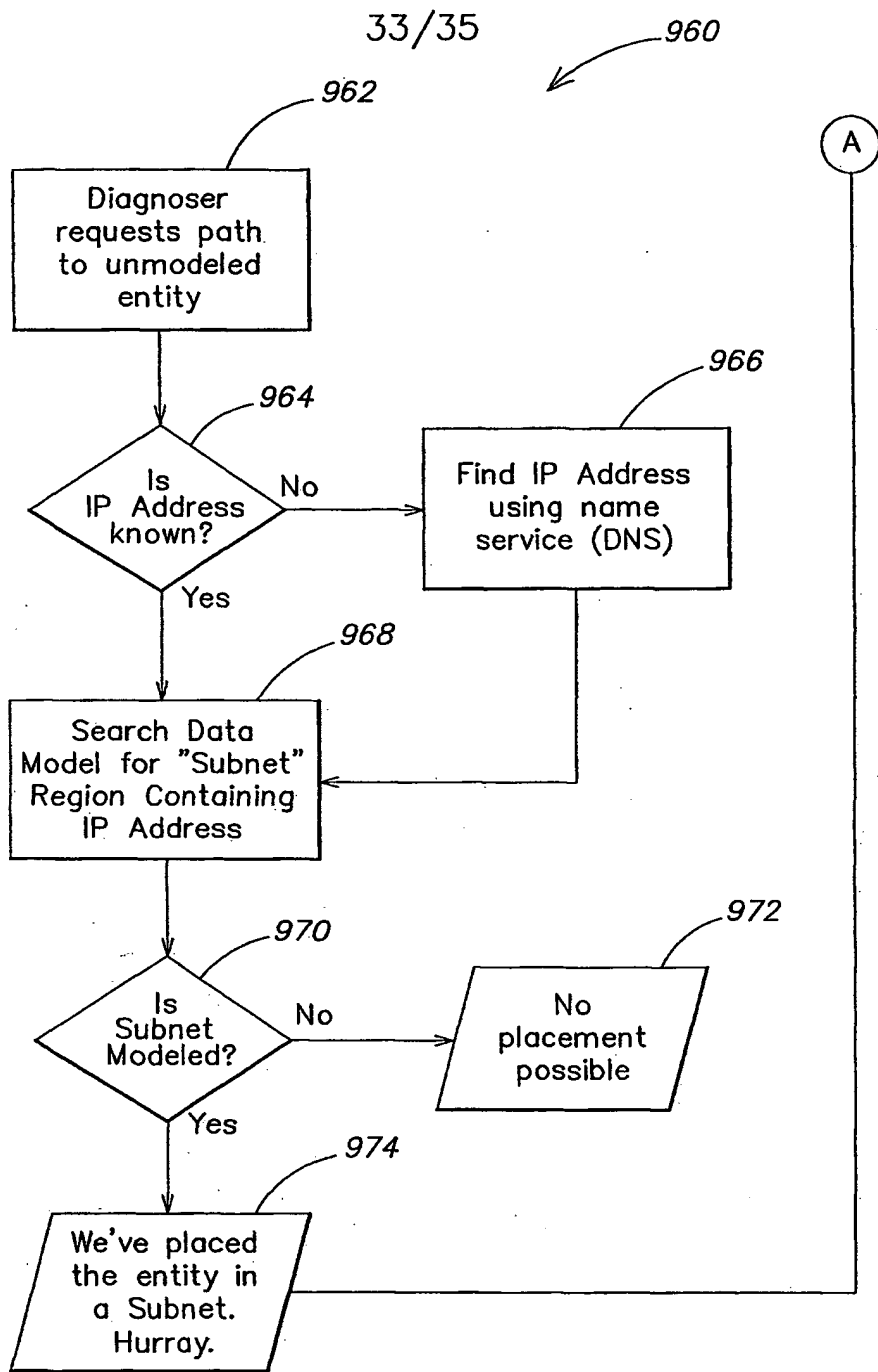 33/35
960
962
A
Diagnoser
requests path
to unmodeled
entity
964
966
Is
IP Address
known?
No
Find IP Address
using name
service (DNS)
Yes
968
Search Data
Model for "Subnet"
Region Containing
IP Address
970
972
Is
Subnet
Modeled?
No
No
placement
possible
Yes
974
We've placed
the entity in
a Subnet.
Hurray.